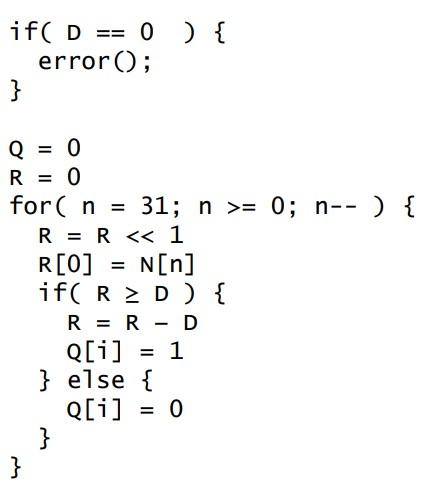 if( D == 0  ) {
  error();
}

Q = 0
R = 0
for( n = 31; n >= 0; n-- ) {
  R = R << 1
  R[0] = N[n]
  if( R ≥ D ) {
    R = R – D
    Q[i] = 1
  } else {
    Q[i] = 0
  }
}